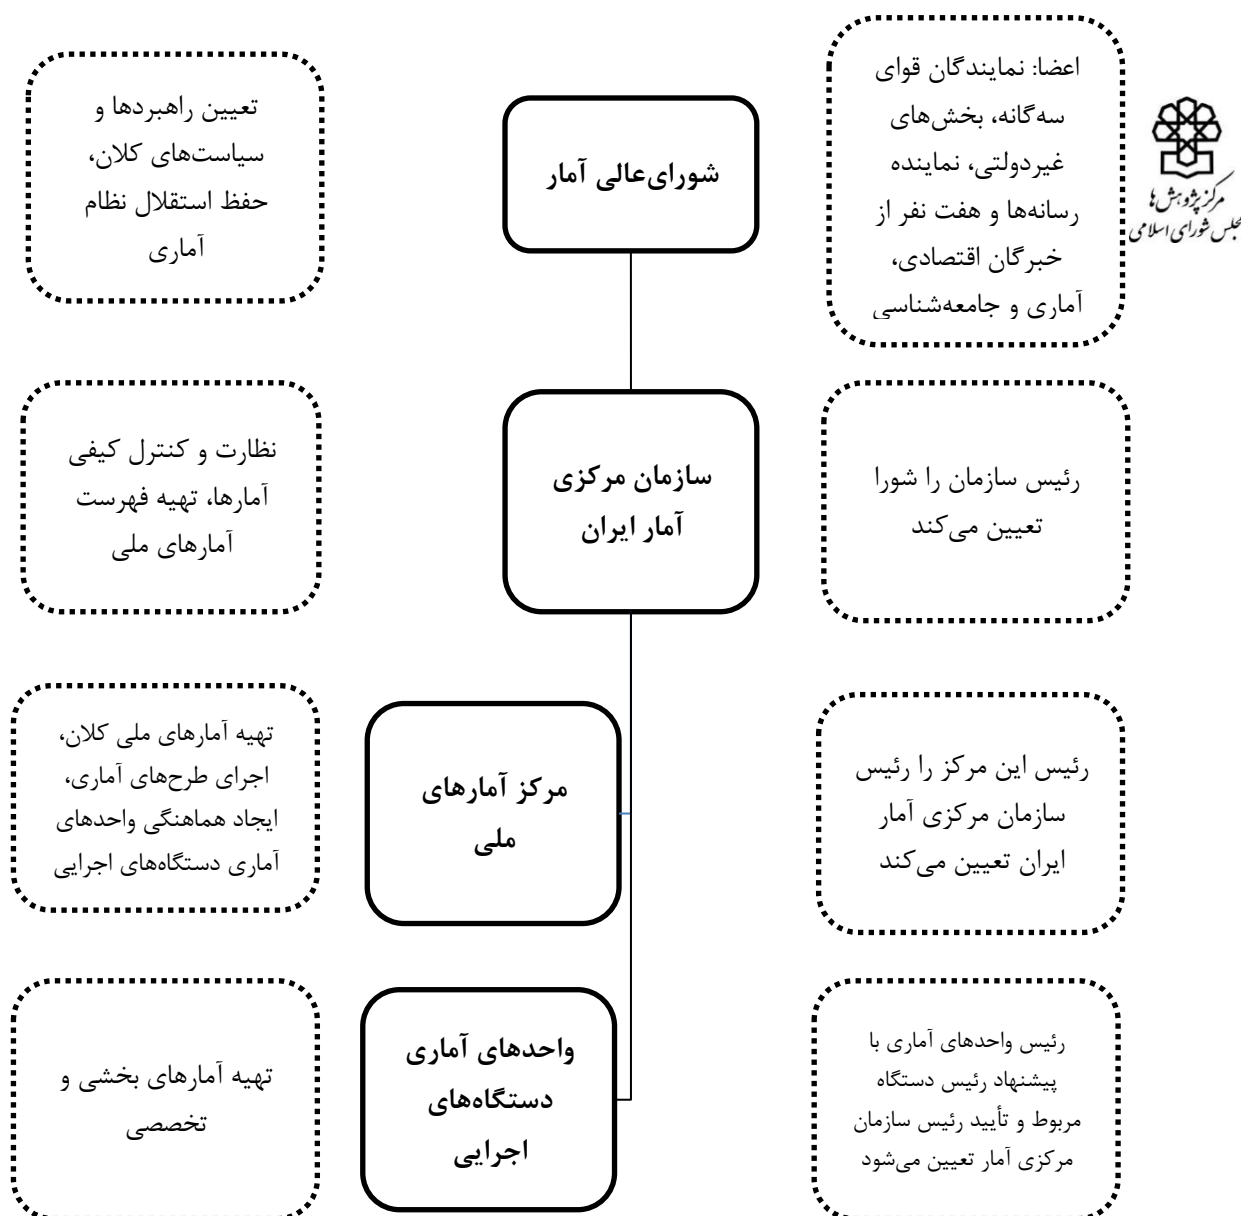 اعضا: نمایندگان قوای
سه‌گانه، بخش‌های
غیردولتی، نماینده
رسانه‌ها و هفت نفر از
خبرگان اقتصادی،
آماری و جامعه‌شناسی
شورای‌عالی آمار
تعیین راهبردها و
سیاست‌های کلان،
حفظ استقلال نظام
آماری
مرکز پژوهش‌ها
مجلس شورای اسلامی
رئیس سازمان را شورا
تعیین می‌کند
سازمان مرکزی
آمار ایران
نظارت و کنترل کیفی
آمارها، تهیه فهرست
آمارهای ملی
رئیس این مرکز را رئیس
سازمان مرکزی آمار
ایران تعیین می‌کند
مرکز آمارهای
ملی
تهیه آمارهای ملی کلان،
اجرای طرح‌های آماری،
ایجاد هماهنگی واحدهای
آماری دستگاه‌های اجرایی
رئیس واحدهای آماری با
پیشنهاد رئیس دستگاه
مربوط و تأیید رئیس سازمان
مرکزی آمار تعیین می‌شود
واحدهای آماری
دستگاه‌های
اجرایی
تهیه آمارهای بخشی و
تخصصی